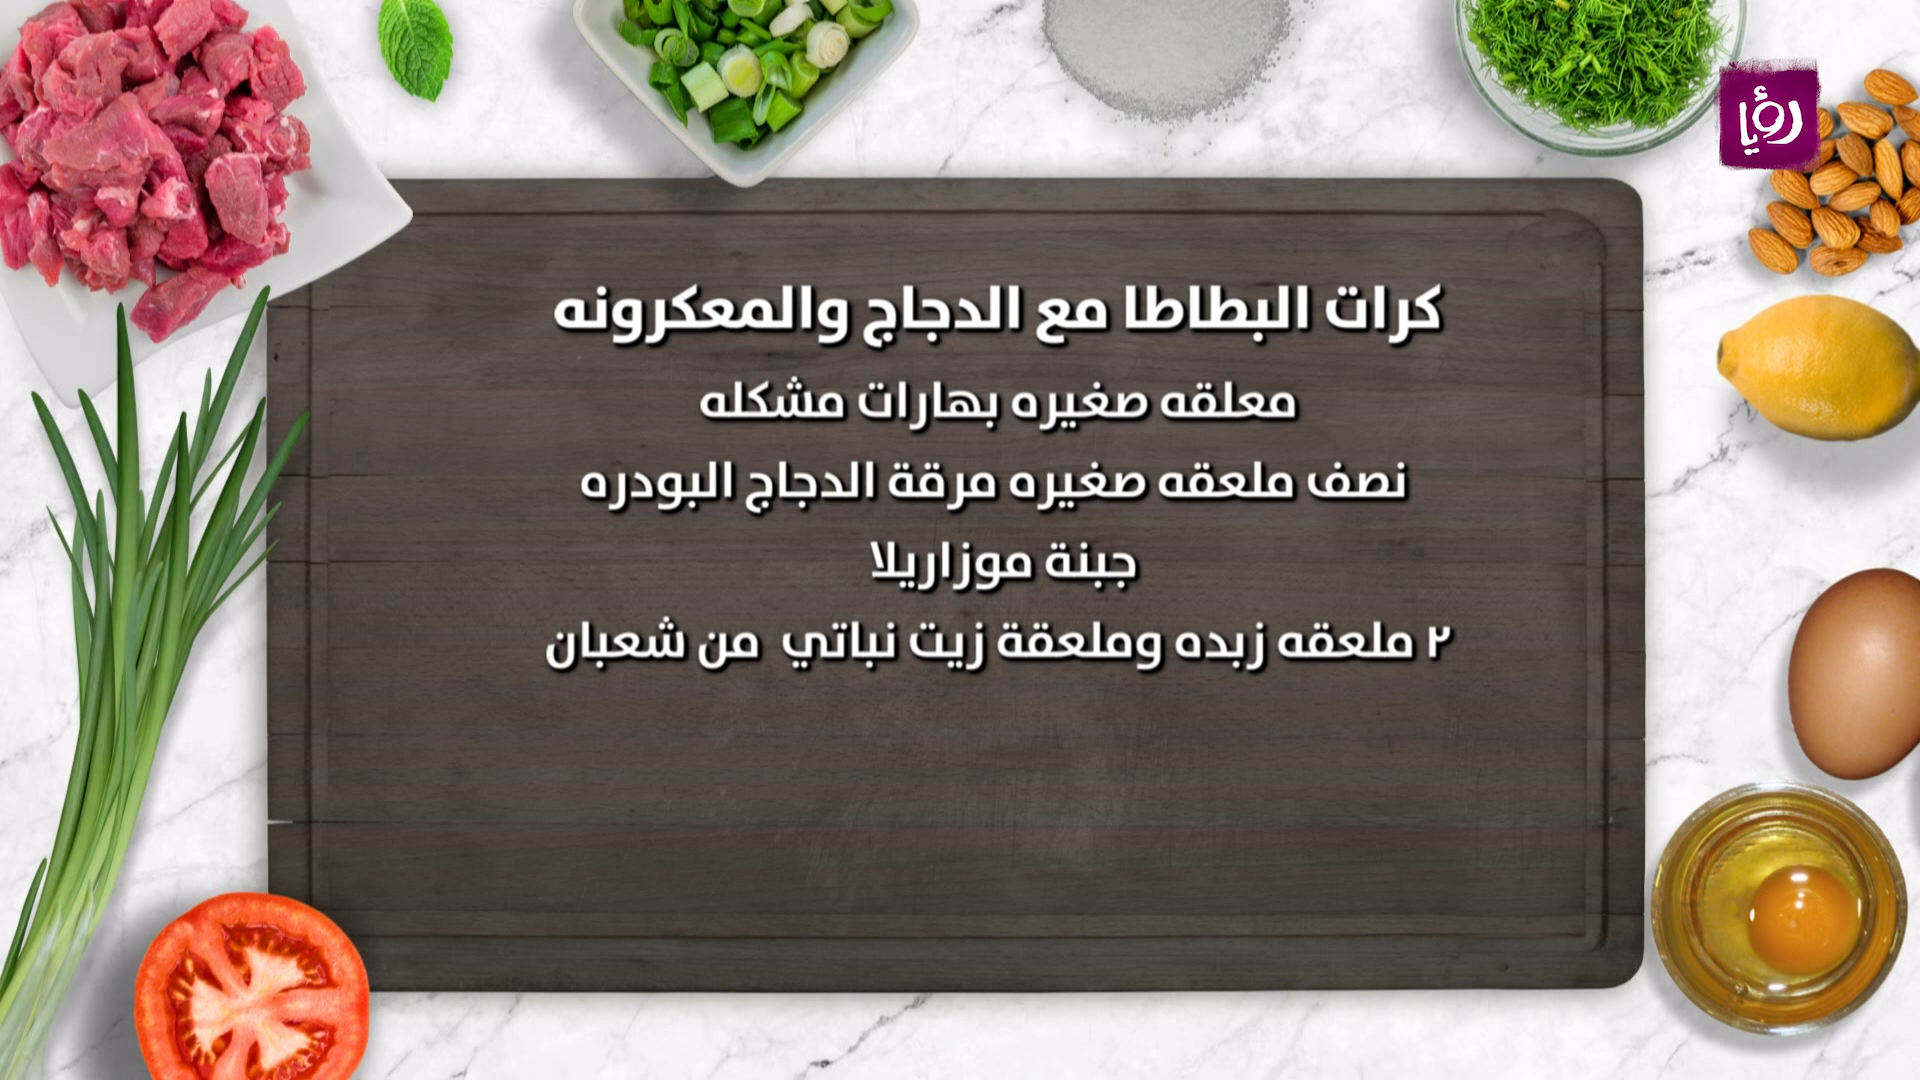 رؤيا
كرات البطاطا مع الدجاج والمعكرونه
معلقه صغيره بهارات مشكله
نصف ملعقه صغيره مرقة الدجاج البودره
جبنة موزاريلا
٢ ملعقه زبده وملعقة زيت نباتي من شعبان